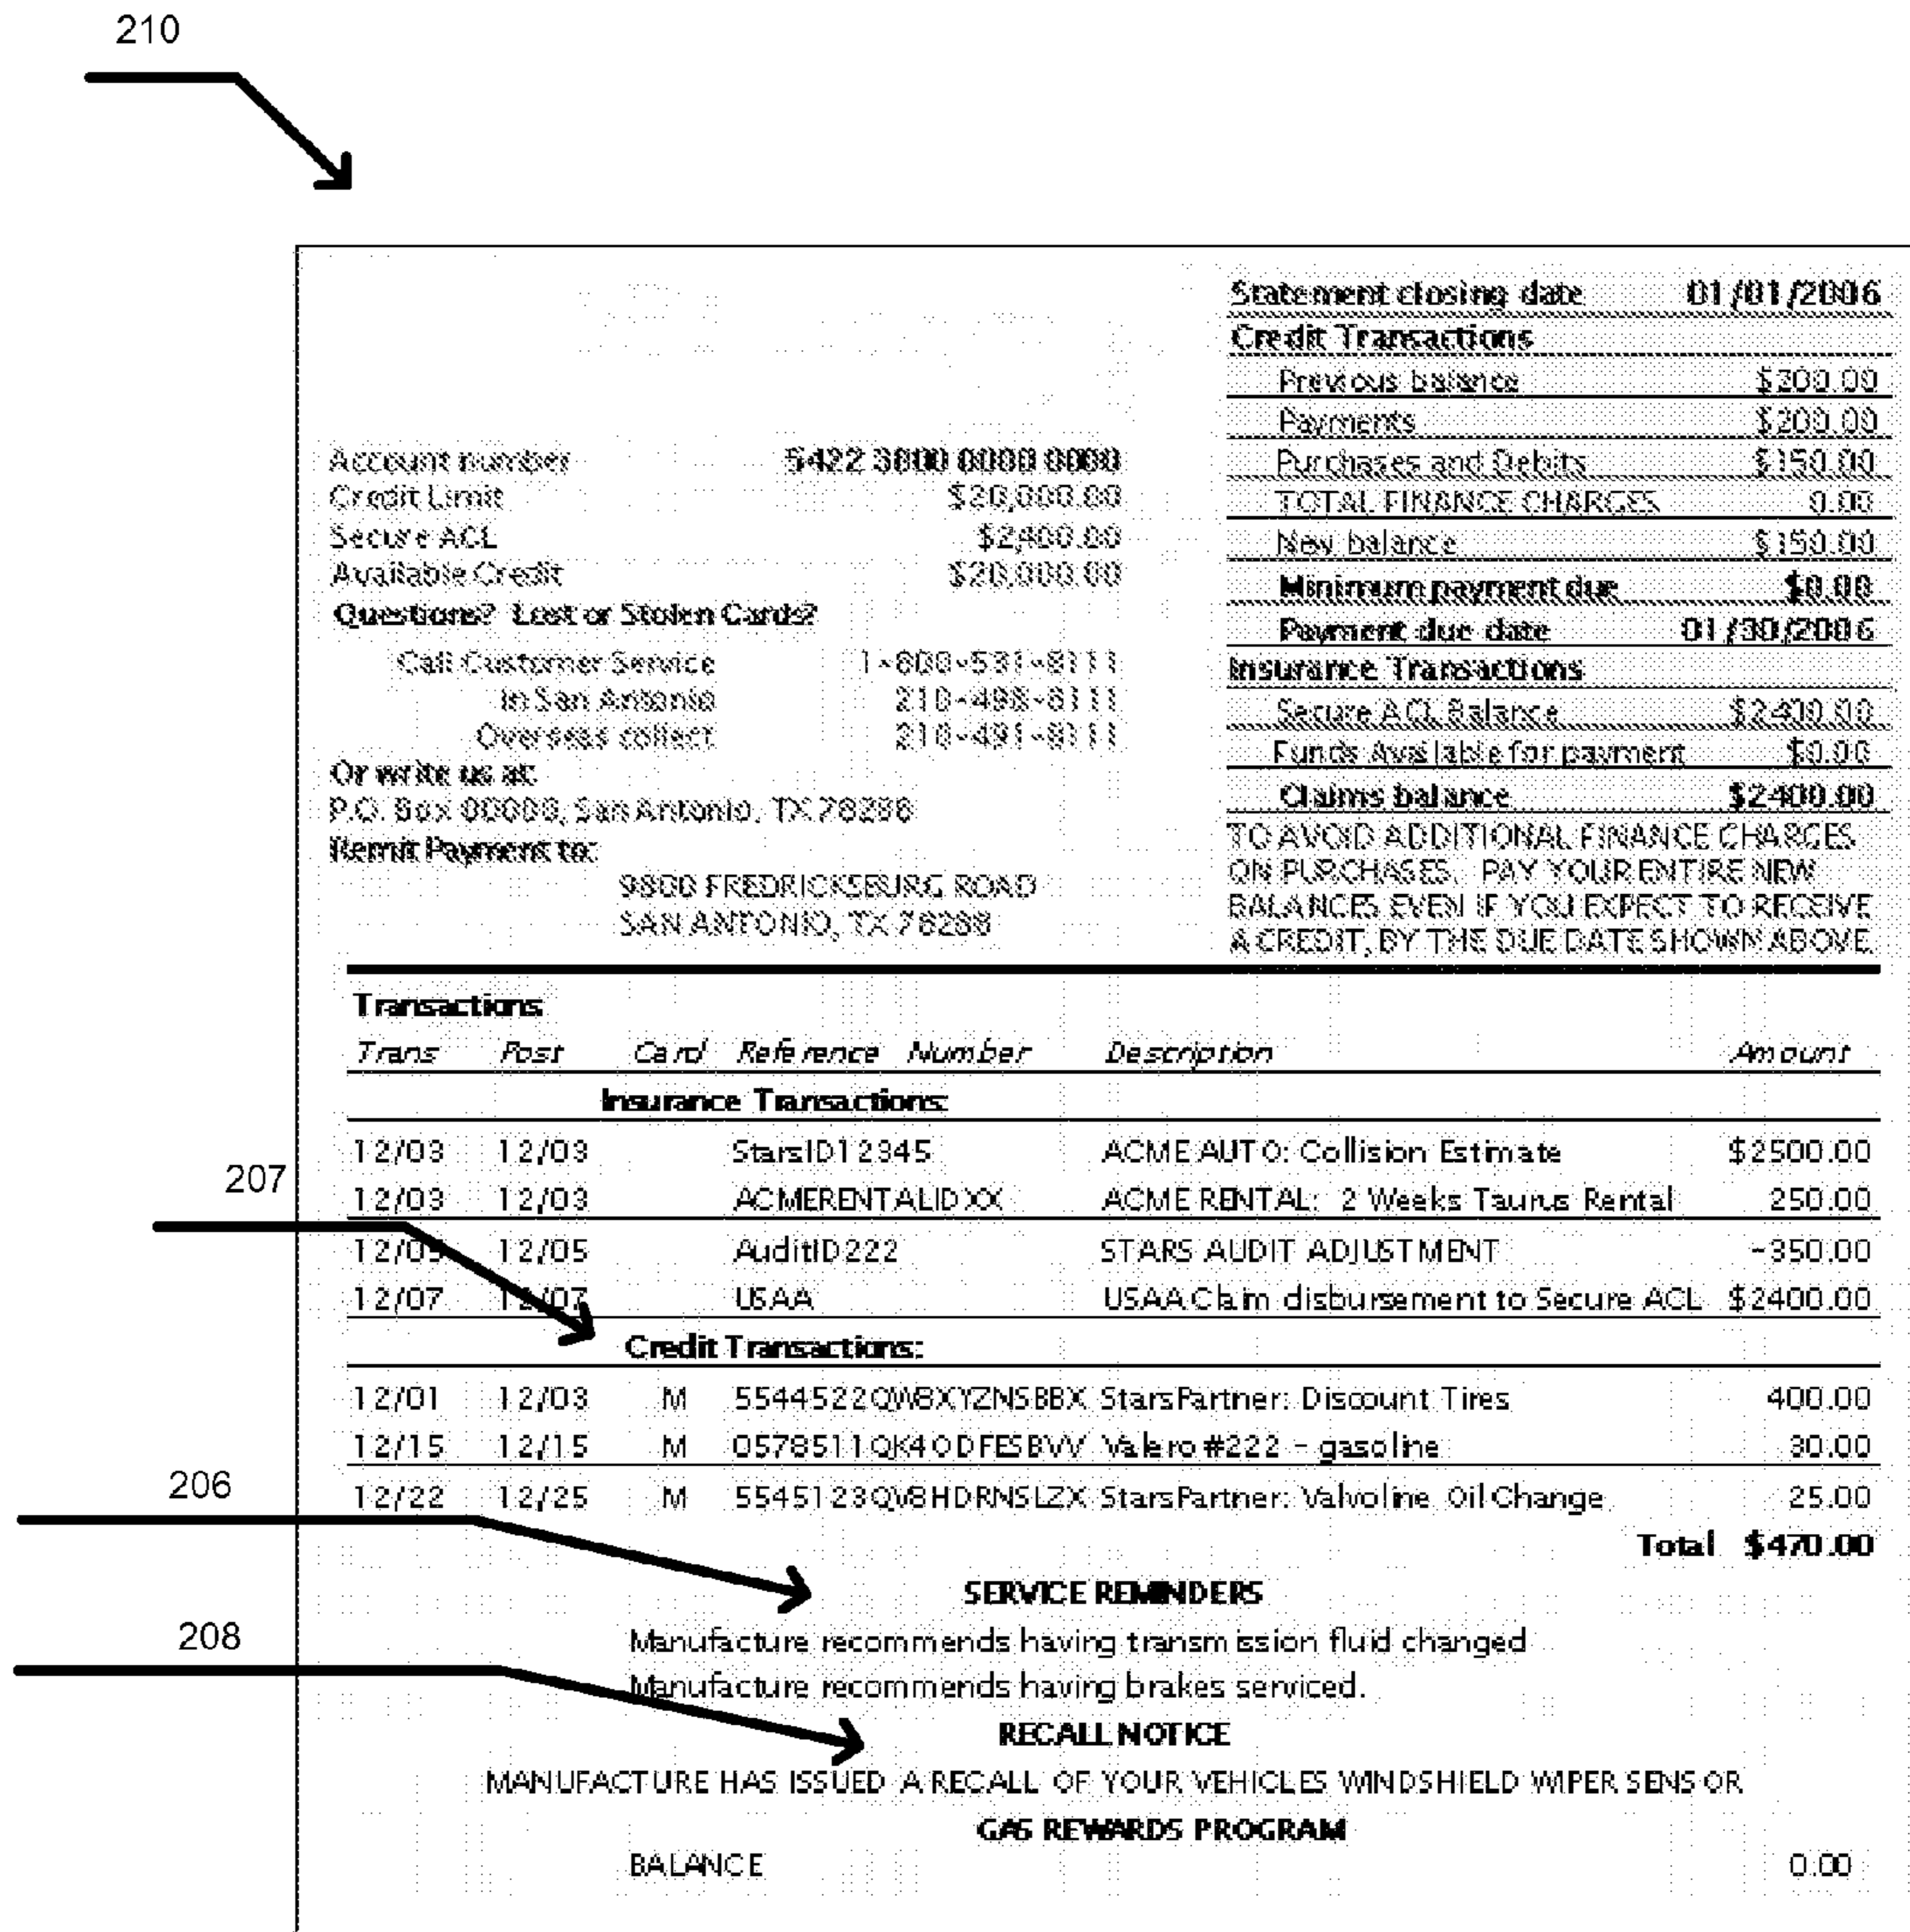 210
Statement closing date 01/01/2006
Credit Transactions
Previous balance $200.00
Payments $200.00
Purchases and Debits $150.00
TOTAL FINANCE CHARGES 0.00
New balance $150.00
Minimum payment due $0.00
Payment due date 01/30/2006
Insurance Transactions
Secure ACL Balance $2400.00
Funds Available for payment $0.00
Claims balance $2400.00
TO AVOID ADDITIONAL FINANCE CHARGES
ON PURCHASES, PAY YOUR ENTIRE NEW
BALANCES EVEN IF YOU EXPECT TO RECEIVE
A CREDIT, BY THE DUE DATE SHOWN ABOVE.
Account number 5422 3000 0000 0000
Credit Limit $20,000.00
Secure ACL $2,400.00
Available Credit $20,000.00
Questions? Lost or Stolen Cards?
Call Customer Service 1-800-531-8111
In San Antonio 210-498-8111
Overseas collect 210-491-8111
Or write us at:
P.O. Box 00000, San Antonio, TX 78288
Remit Payment to:
9800 FREDRICKSBURG ROAD
SAN ANTONIO, TX 78288
Transactions
Trans Post Card Reference Number Description Amount
Insurance Transactions:
12/03 12/03 StarsID12345 ACME AUTO: Collision Estimate $2500.00
207
12/03 12/03 ACMERENTALIDXX ACME RENTAL: 2 Weeks Taurus Rental 250.00
12/05 12/05 AuditID222 STARS AUDIT ADJUSTMENT -350.00
12/07 12/07 USAA USAA Claim disbursement to Secure ACL $2400.00
Credit Transactions:
12/01 12/03 M 5544522QW8XYZNSBBX StarsPartner: Discount Tires 400.00
12/15 12/15 M 0578511QK4ODFESBVV Valero #222 - gasoline 30.00
206
12/22 12/25 M 5545123QV8HDRNSLZX StarsPartner: Valvoline Oil Change 25.00
Total $470.00
SERVICE REMINDERS
208
Manufacture recommends having transmission fluid changed
Manufacture recommends having brakes serviced.
RECALL NOTICE
MANUFACTURE HAS ISSUED A RECALL OF YOUR VEHICLES WINDSHIELD WIPER SENSOR
GAS REWARDS PROGRAM
BALANCE 0.00